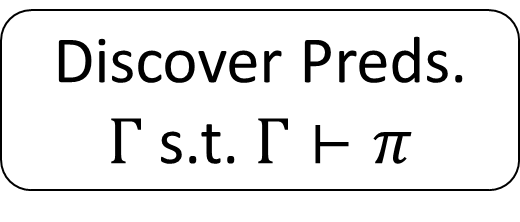 Discover Preds.
Γ s.t. Γ ⊢ 𝜋